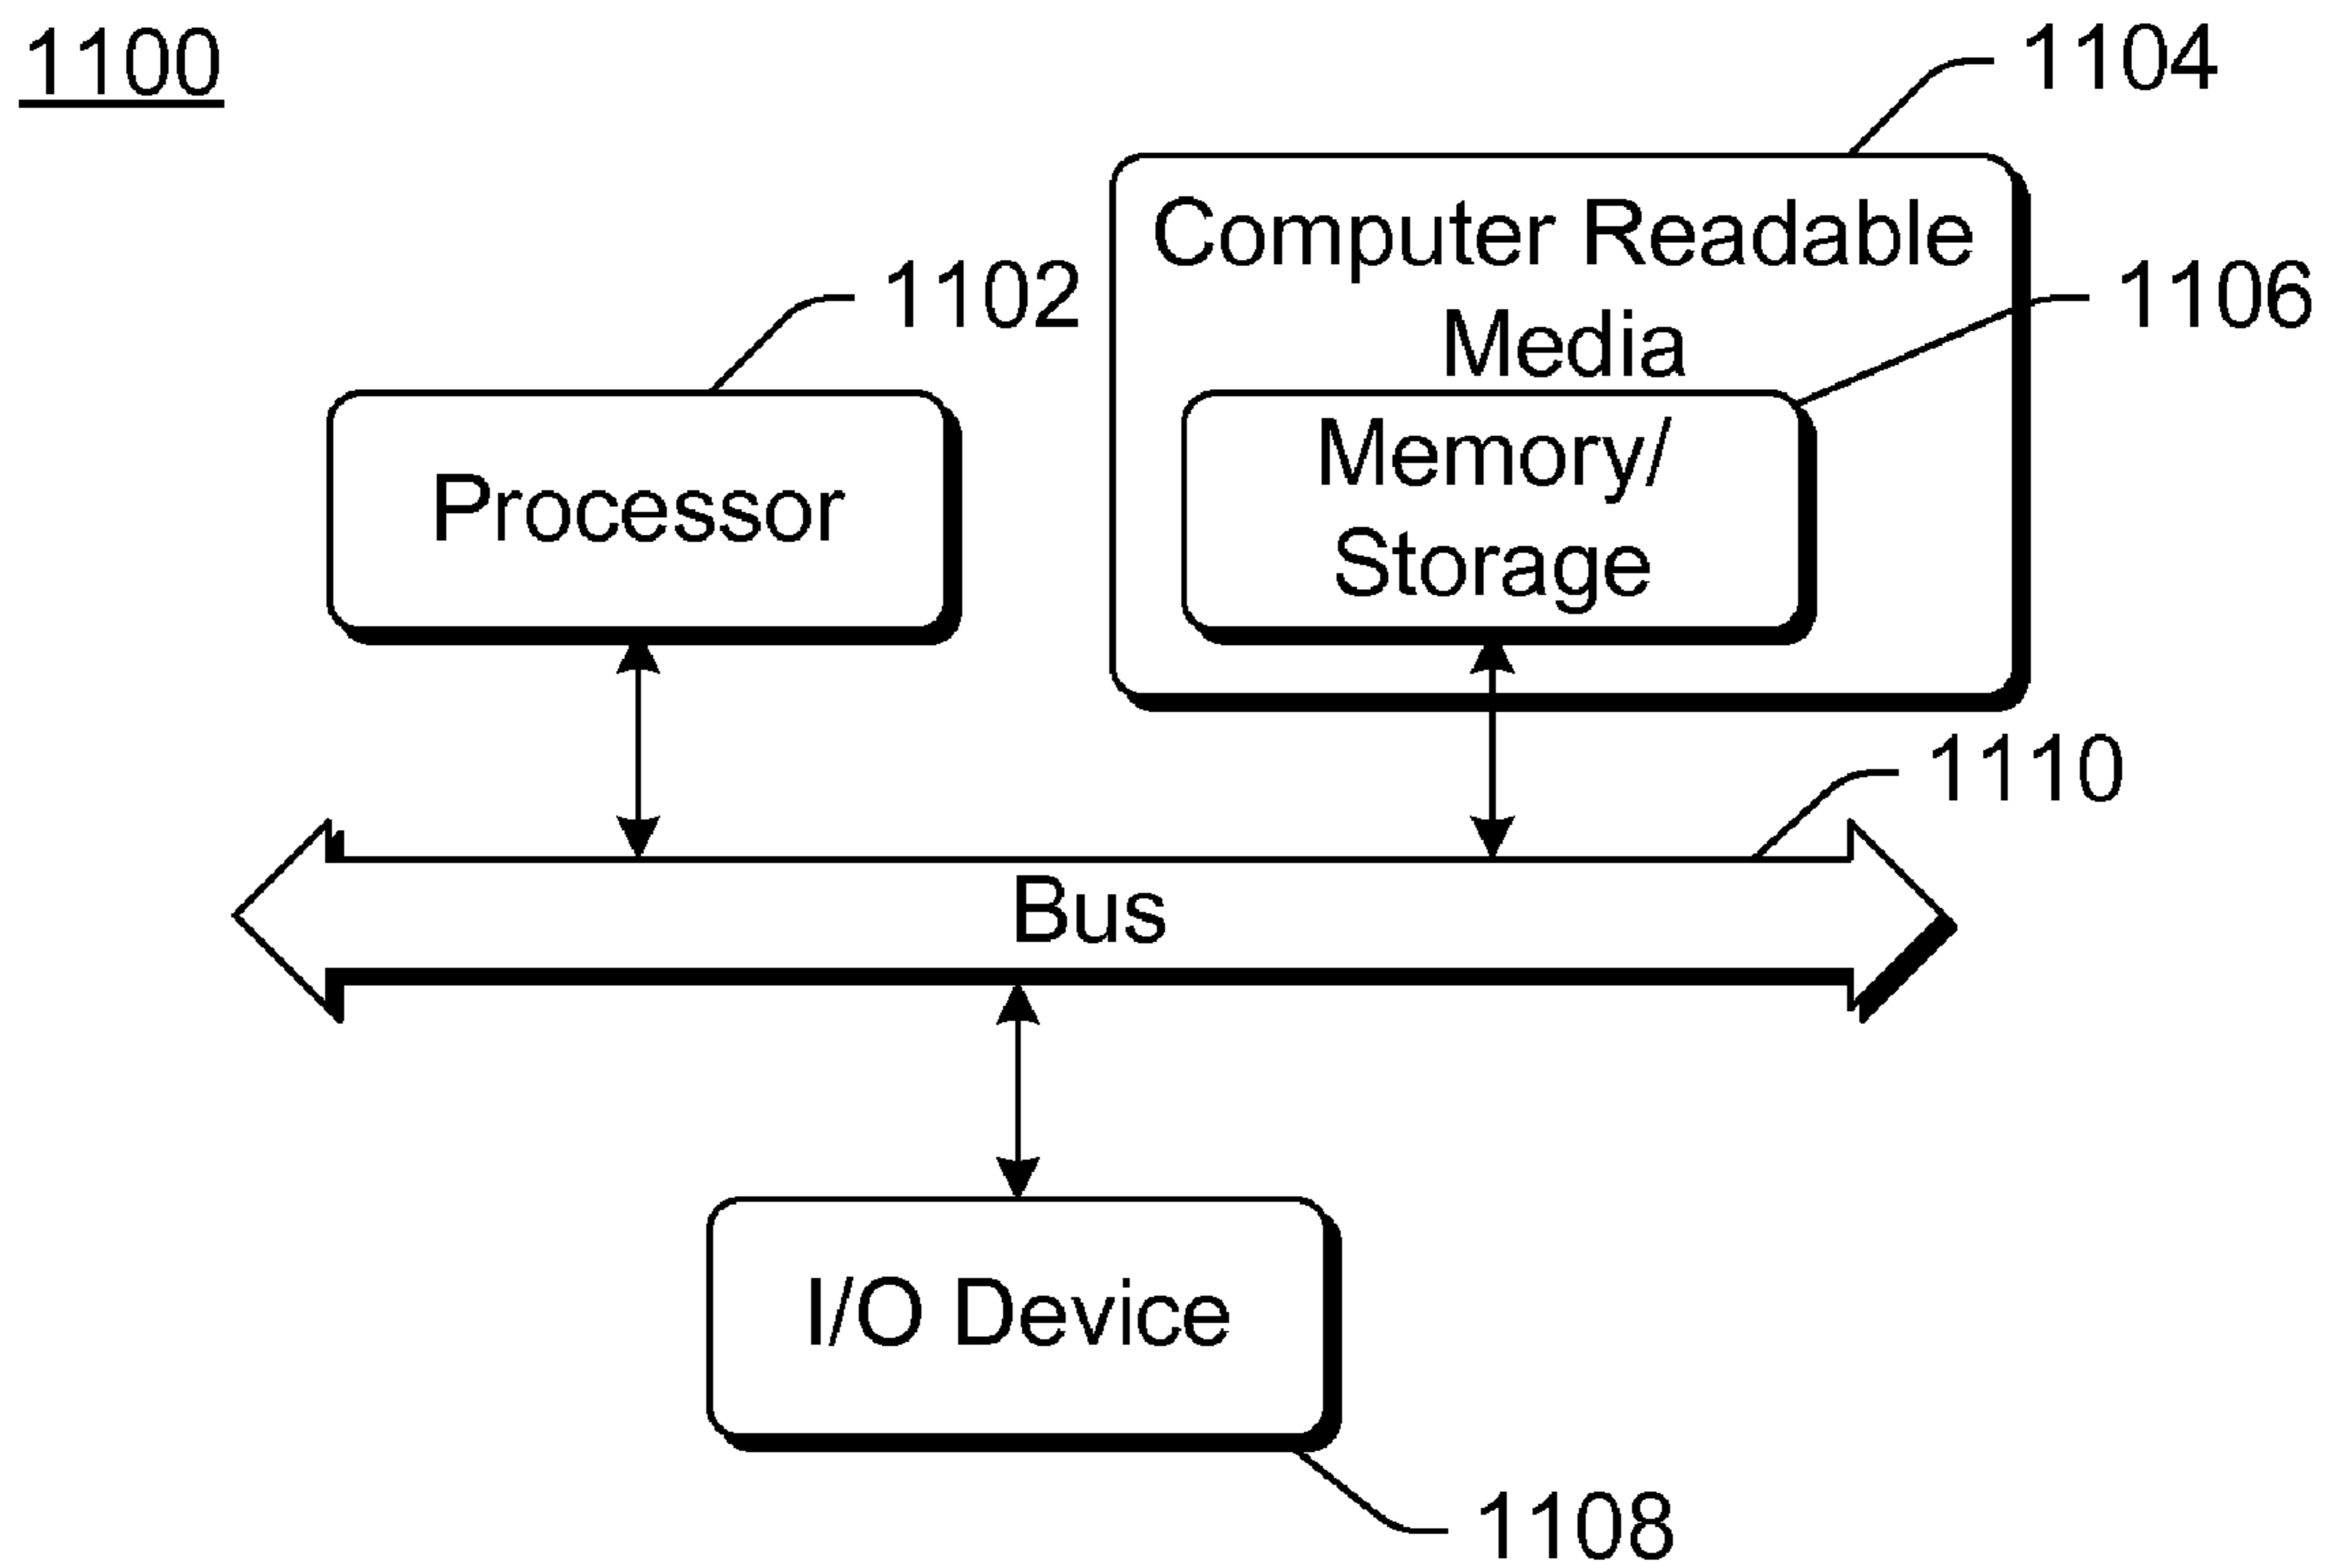 1100
1104
Computer Readable
Media
1102
1106
Processor
Memory/
Storage
1110
Bus
I/O Device
1108